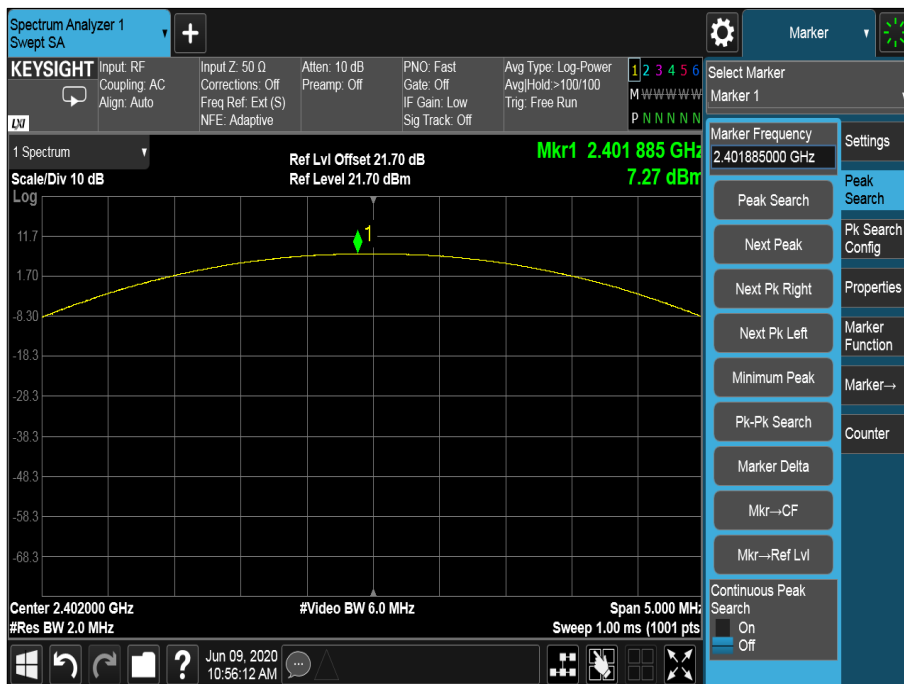 Spectrum Analyzer 1
Swept SA
Marker
KEYSIGHT
LXI
Input: RF
Coupling: AC
Align: Auto
Input Z: 50 Ω
Corrections: Off
Freq Ref: Ext (S)
NFE: Adaptive
Atten: 10 dB
Preamp: Off
PNO: Fast
Gate: Off
IF Gain: Low
Sig Track: Off
Avg Type: Log-Power
Avg|Hold:>100/100
Trig: Free Run
1 2 3 4 5 6
M W W W W W
P N N N N N
Select Marker
Marker 1
1 Spectrum
Scale/Div 10 dB
Log
Ref Lvl Offset 21.70 dB
Ref Level 21.70 dBm
Mkr1 2.401 885 GHz
7.27 dBm
11.7
1.70
-8.30
-18.3
-28.3
-38.3
-48.3
-58.3
-68.3
1
Center 2.402000 GHz
#Res BW 2.0 MHz
#Video BW 6.0 MHz
Span 5.000 MHz
Sweep 1.00 ms (1001 pts
Marker Frequency
2.401885000 GHz
Peak Search
Next Peak
Next Pk Right
Next Pk Left
Minimum Peak
Pk-Pk Search
Marker Delta
Mkr→CF
Mkr→Ref Lvl
Continuous Peak
Search
On
Off
Settings
Peak
Search
Pk Search
Config
Properties
Marker
Function
Marker→
Counter
?
Jun 09, 2020
10:56:12 AM